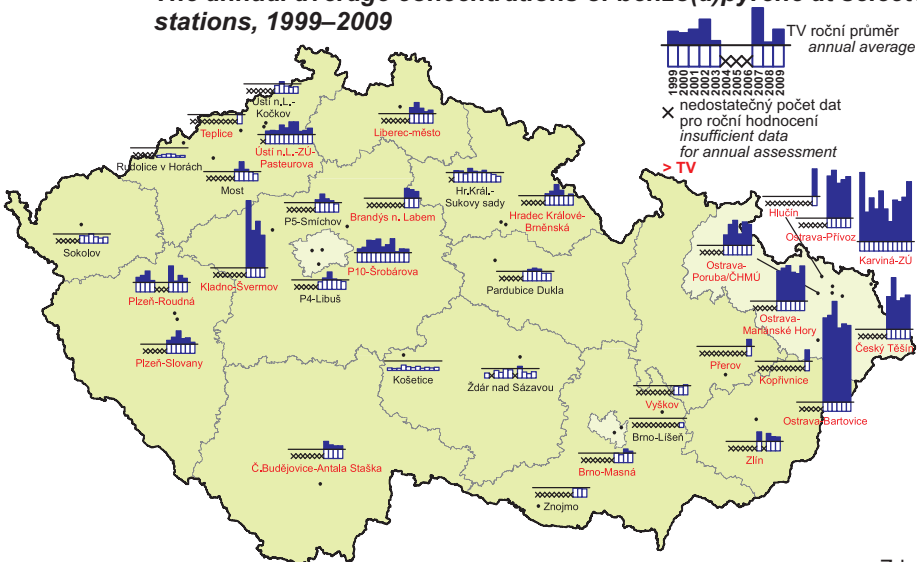 stations, 1999–2009
TV roční průměr
annual average
1999
2000
2001
2002
2003
2004
2005
2006
2007
2008
2009
× nedostatečný počet dat
pro roční hodnocení
insufficient data
for annual assessment
> TV
Ústí n.L.-
Kočkov
Teplice
Ústí n.L.-ZÚ-
Pasteurova
Liberec-město
Rudolice v Horách
Most
Hr.Král.-
Sukovy sady
P5-Smíchov
Brandýs n. Labem
Hradec Králové-
Brněnská
Hlučín
Ostrava-Přívoz
Karviná-ZÚ
Sokolov
Kladno-Švermov
P10-Šrobárova
Ostrava-
Poruba/ČHMÚ
Plzeň-Roudná
P4-Libuš
Pardubice Dukla
Ostrava-
Mariánské Hory
Český Těšín
Plzeň-Slovany
Košetice
Ždár nad Sázavou
Přerov
Kopřivnice
Vyškov
Ostrava-Bartovice
Brno-Líšeň
Č.Budějovice-Antala Staška
Brno-Masná
Zlín
Znojmo